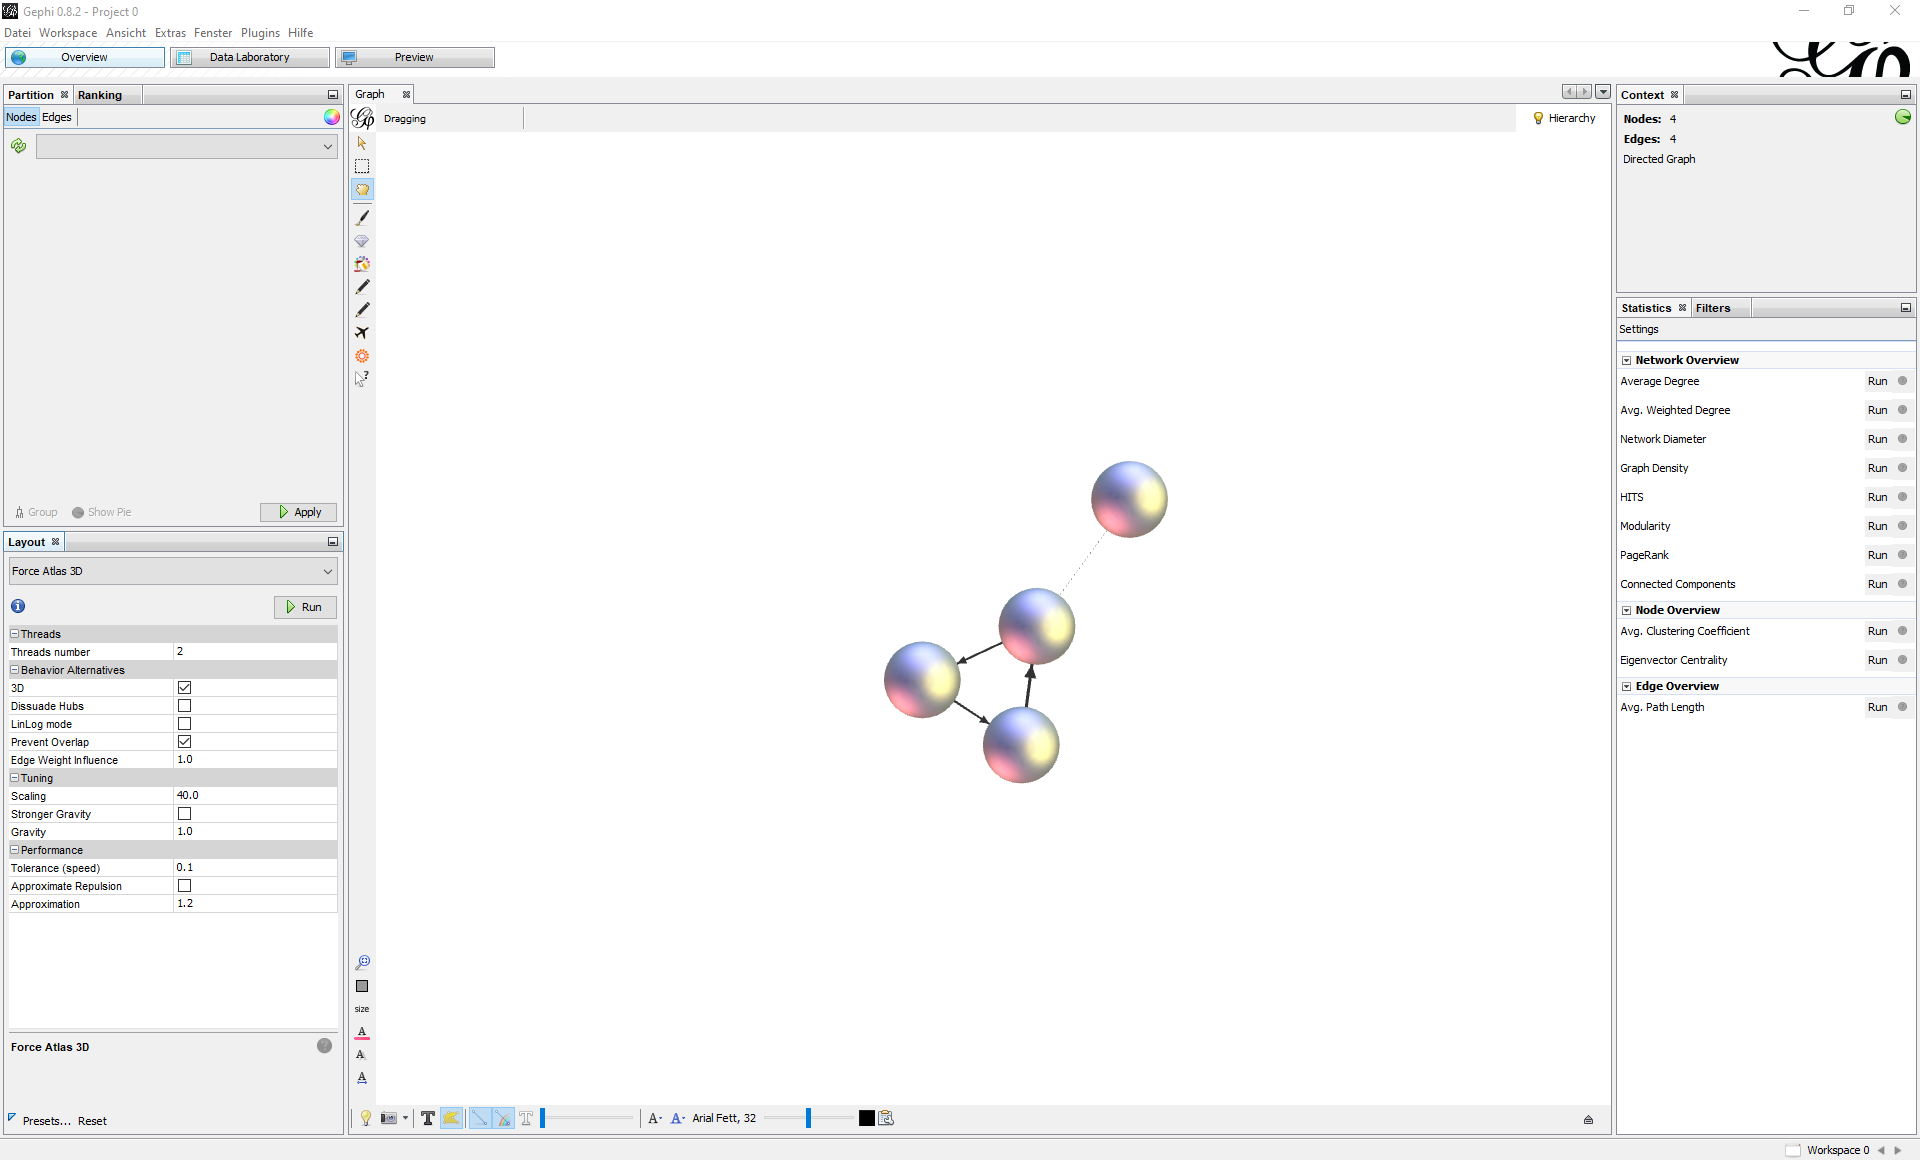 Gephi 0.8.2 - Project 0
Datei Workspace Ansicht Extras Fenster Plugins Hilfe
Overview Data Laboratory Preview
Partition Ranking
Nodes Edges
Group Show Pie Apply
Layout
Force Atlas 3D
Run
Threads
Threads number 2
Behavior Alternatives
3D
Dissuade Hubs
LinLog mode
Prevent Overlap
Edge Weight Influence 1.0
Tuning
Scaling 40.0
Stronger Gravity
Gravity 1.0
Performance
Tolerance (speed) 0.1
Approximate Repulsion
Approximation 1.2
Force Atlas 3D
Presets... Reset
Graph
Dragging
Hierarchy
size
A
A
A
T T A A Arial Fett, 32
Context
Nodes: 4
Edges: 4
Directed Graph
Statistics Filters
Settings
Network Overview
Average Degree Run
Avg. Weighted Degree Run
Network Diameter Run
Graph Density Run
HITS Run
Modularity Run
PageRank Run
Connected Components Run
Node Overview
Avg. Clustering Coefficient Run
Eigenvector Centrality Run
Edge Overview
Avg. Path Length Run
Workspace 0